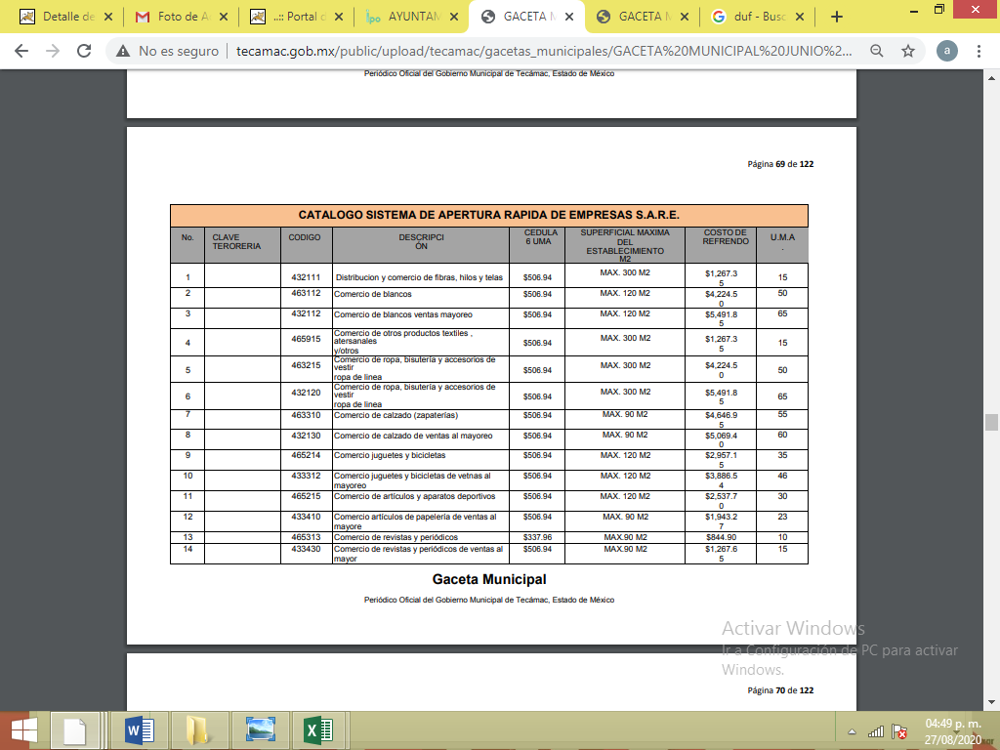 Detalle de
Foto de A
..:: Portal d
AYUNTAM
GACETA M
GACETA M
duf - Busc
No es seguro | tecamac.gob.mx/public/upload/tecamac/gacetas_municipales/GACETA%20MUNICIPAL%20JUNIO%2...
a
Periódico Oficial del Gobierno Municipal de Tecámac, Estado de México
Página 69 de 122
CATALOGO SISTEMA DE APERTURA RAPIDA DE EMPRESAS S.A.R.E.
No. CLAVE TERORERIA CODIGO DESCRIPCI ÓN CEDULA 6 UMA SUPERFICIAL MAXIMA DEL ESTABLECIMIENTO M2 COSTO DE REFRENDO U.M.A .
1 432111 Distribucion y comercio de fibras, hilos y telas $506.94 MAX. 300 M2 $1,267.3 5 15
2 463112 Comercio de blancos $506.94 MAX. 120 M2 $4,224.5 0 50
3 432112 Comercio de blancos ventas mayoreo $506.94 MAX. 120 M2 $5,491.8 5 65
4 465915 Comercio de otros productos textiles , atersanales y/otros $506.94 MAX. 300 M2 $1,267.3 5 15
5 463215 Comercio de ropa, bisutería y accesorios de vestir ropa de linea $506.94 MAX. 300 M2 $4,224.5 0 50
6 432120 Comercio de ropa, bisutería y accesorios de vestir ropa de linea $506.94 MAX. 300 M2 $5,491.8 5 65
7 463310 Comercio de calzado (zapaterías) $506.94 MAX. 90 M2 $4,646.9 5 55
8 432130 Comercio de calzado de ventas al mayoreo $506.94 MAX. 90 M2 $5,069.4 0 60
9 465214 Comercio juguetes y bicicletas $506.94 MAX. 120 M2 $2,957.1 5 35
10 433312 Comercio juguetes y bicicletas de vetnas al mayoreo $506.94 MAX. 120 M2 $3,886.5 4 46
11 465215 Comercio de artículos y aparatos deportivos $506.94 MAX. 120 M2 $2,537.7 0 30
12 433410 Comercio artículos de papelería de ventas al mayore $506.94 MAX. 90 M2 $1,943.2 7 23
13 465313 Comercio de revistas y periódicos $337.96 MAX.90 M2 $844.90 10
14 433430 Comercio de revistas y periódicos de ventas al mayor $506.94 MAX.90 M2 $1,267.6 5 15
Gaceta Municipal
Periódico Oficial del Gobierno Municipal de Tecámac, Estado de México
Activar Windows
Ir a Configuración de PC para activar
Windows.
Página 70 de 122
04:49 p. m.
27/08/2020